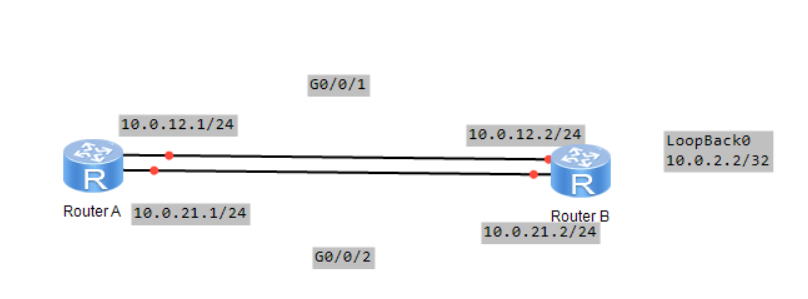 G0/0/1
10.0.12.1/24
10.0.12.2/24
LoopBack0
10.0.2.2/32
R
R
Router A
10.0.21.1/24
Router B
10.0.21.2/24
G0/0/2